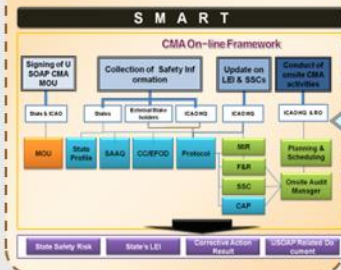 SMART
CMA On-line Framework
Signing of U
SOAP CMA
MOU
Collection of Safety Inf
ormation
Update on
LEI & SSCs
Conduct of
onsite CMA
activities
State & ICAO
States
External Stake
holders
ICAO HQ
ICAO HQ
ICAO HQ & RO
MOU
State
Profile
SAAQ
CC/EFOD
Protocol
MIR
F&R
SSC
CAP
Planning &
Scheduling
Onsite Audit
Manager
State Safety Risk
State's LEI
Corrective Action
Result
USOAP Related Do
cument